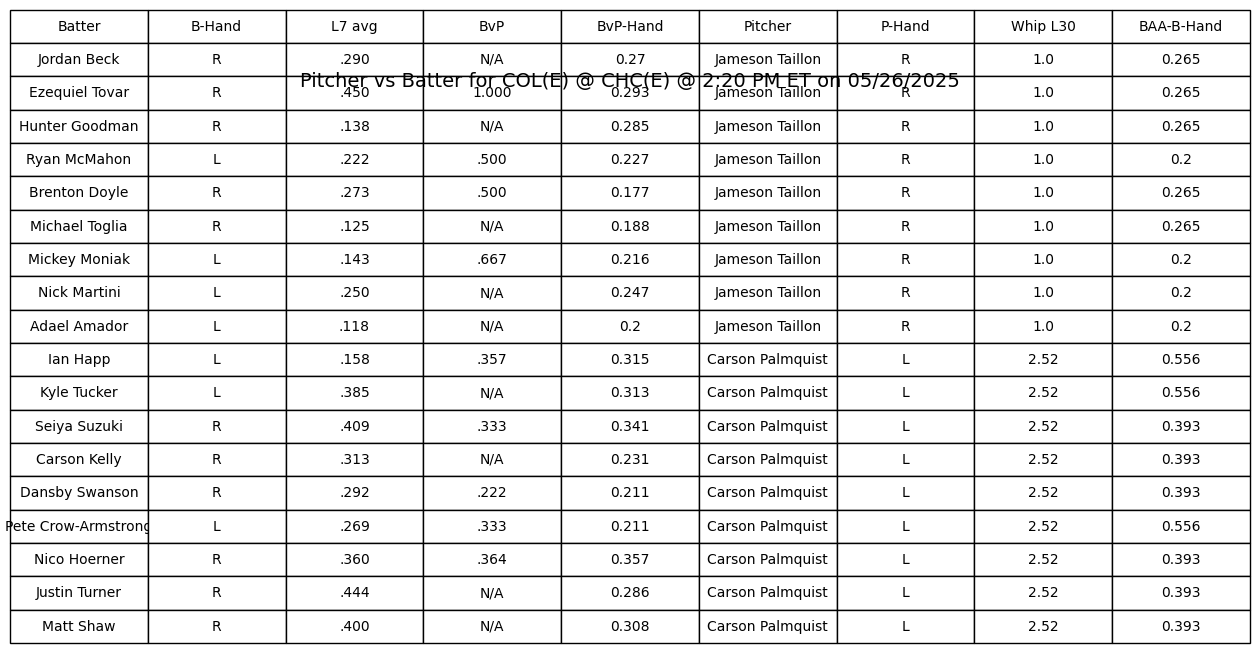 Batter B-Hand L7 avg BvP BvP-Hand Pitcher P-Hand Whip L30 BAA-B-Hand
Jordan Beck R .290 N/A 0.27 Jameson Taillon R 1.0 0.265
Pitcher vs Batter for COL(E) @ CHC(E) @ 2:20 PM ET on 05/26/2025
Ezequiel Tovar R .450 1.000 0.293 Jameson Taillon R 1.0 0.265
Hunter Goodman R .138 N/A 0.285 Jameson Taillon R 1.0 0.265
Ryan McMahon L .222 .500 0.227 Jameson Taillon R 1.0 0.2
Brenton Doyle R .273 .500 0.177 Jameson Taillon R 1.0 0.265
Michael Toglia R .125 N/A 0.188 Jameson Taillon R 1.0 0.265
Mickey Moniak L .143 .667 0.216 Jameson Taillon R 1.0 0.2
Nick Martini L .250 N/A 0.247 Jameson Taillon R 1.0 0.2
Adael Amador L .118 N/A 0.2 Jameson Taillon R 1.0 0.2
Ian Happ L .158 .357 0.315 Carson Palmquist L 2.52 0.556
Kyle Tucker L .385 N/A 0.313 Carson Palmquist L 2.52 0.556
Seiya Suzuki R .409 .333 0.341 Carson Palmquist L 2.52 0.393
Carson Kelly R .313 N/A 0.231 Carson Palmquist L 2.52 0.393
Dansby Swanson R .292 .222 0.211 Carson Palmquist L 2.52 0.393
Pete Crow-Armstrong L .269 .333 0.211 Carson Palmquist L 2.52 0.556
Nico Hoerner R .360 .364 0.357 Carson Palmquist L 2.52 0.393
Justin Turner R .444 N/A 0.286 Carson Palmquist L 2.52 0.393
Matt Shaw R .400 N/A 0.308 Carson Palmquist L 2.52 0.393